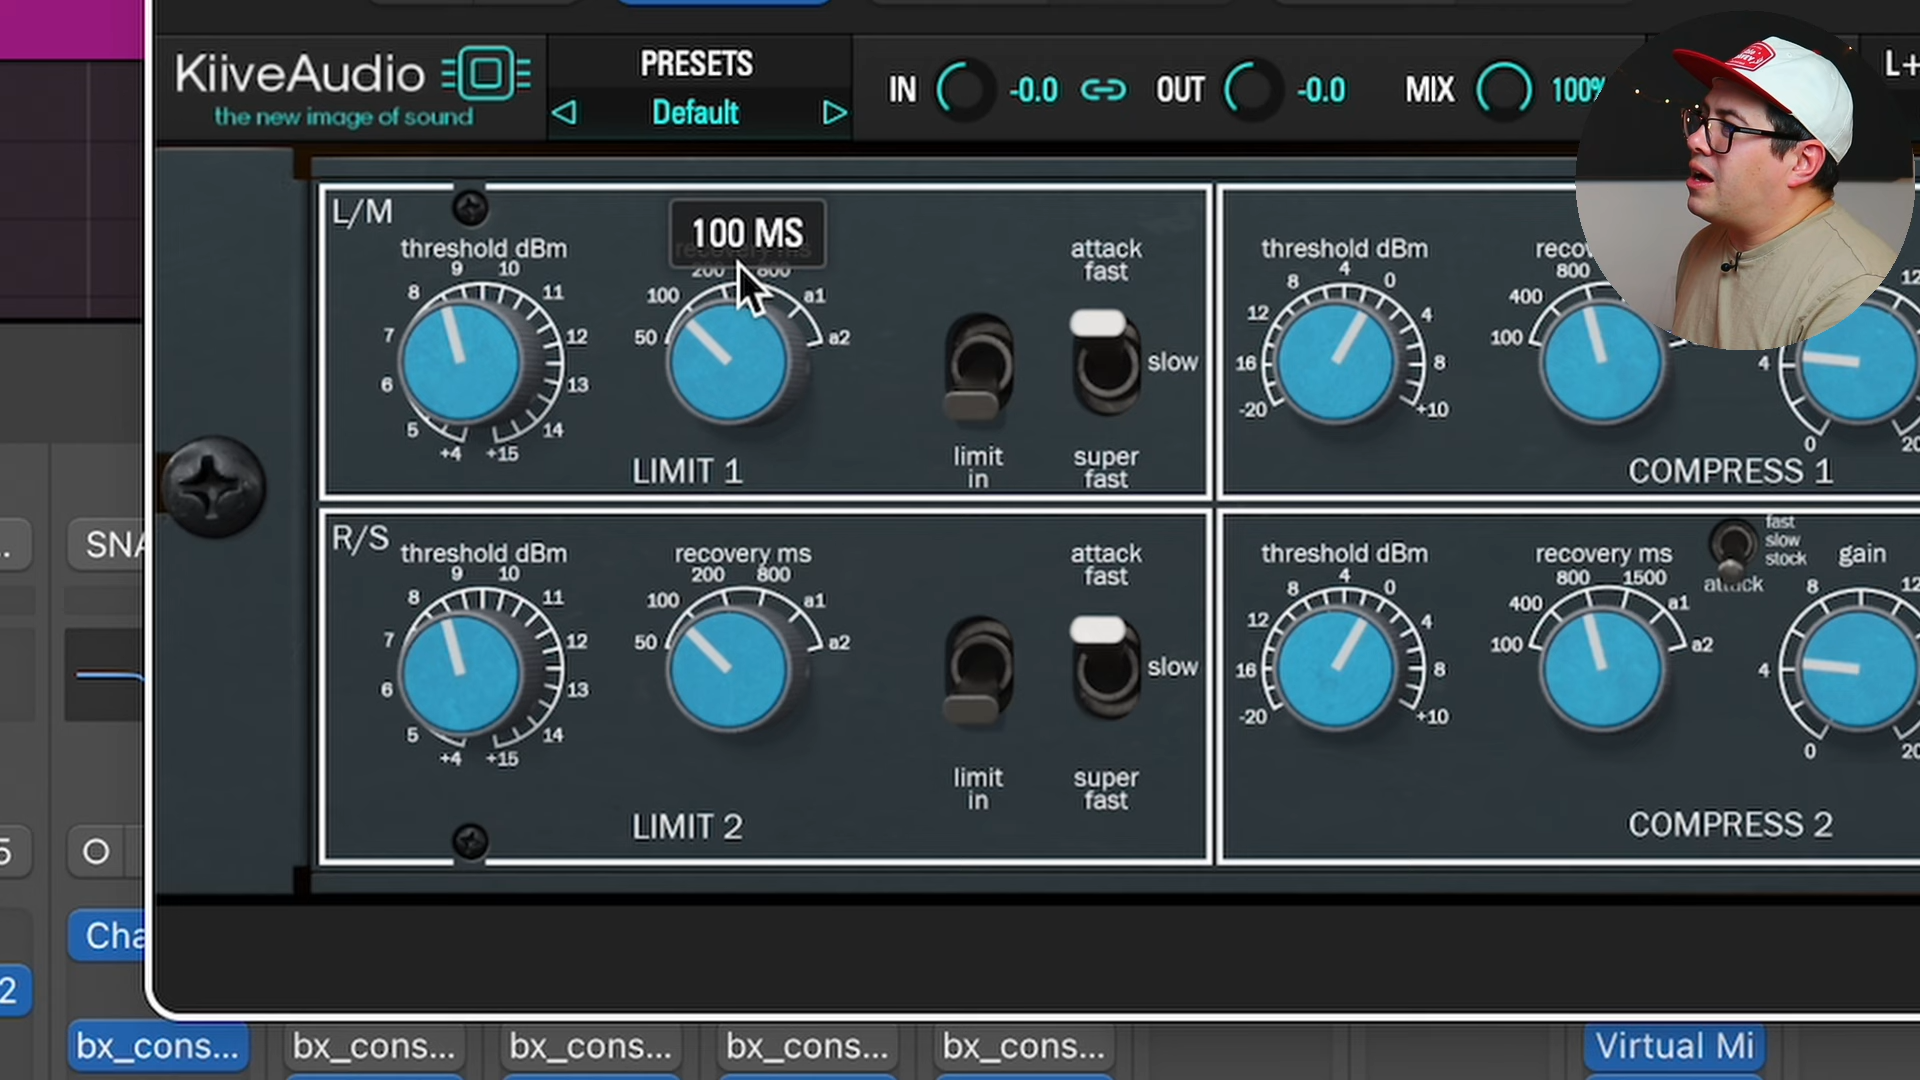 KiiveAudio
the new image of sound
PRESETS
Default
IN -0.0 OUT -0.0 MIX 100%
L+
L/M
threshold dBm
+4 5 6 7 8 9 10 11 12 13 14 +15
100 MS
50 100 200 800 a1 a2
attack
fast
slow
super
fast
limit
in
LIMIT 1
threshold dBm
-20 16 12 8 4 0 4 8 +10
100 400 800
4
0
12
COMPRESS 1
R/S
threshold dBm
+4 5 6 7 8 9 10 11 12 13 14 +15
recovery ms
50 100 200 800 a1 a2
attack
fast
slow
super
fast
limit
in
LIMIT 2
threshold dBm
-20 16 12 8 4 0 4 8 +10
recovery ms
100 400 800 1500 a1 a2
fast
slow
stock
attack
gain
0 4 8 12
COMPRESS 2
bx_cons...
bx_cons...
bx_cons...
bx_cons...
bx_cons...
Virtual Mi